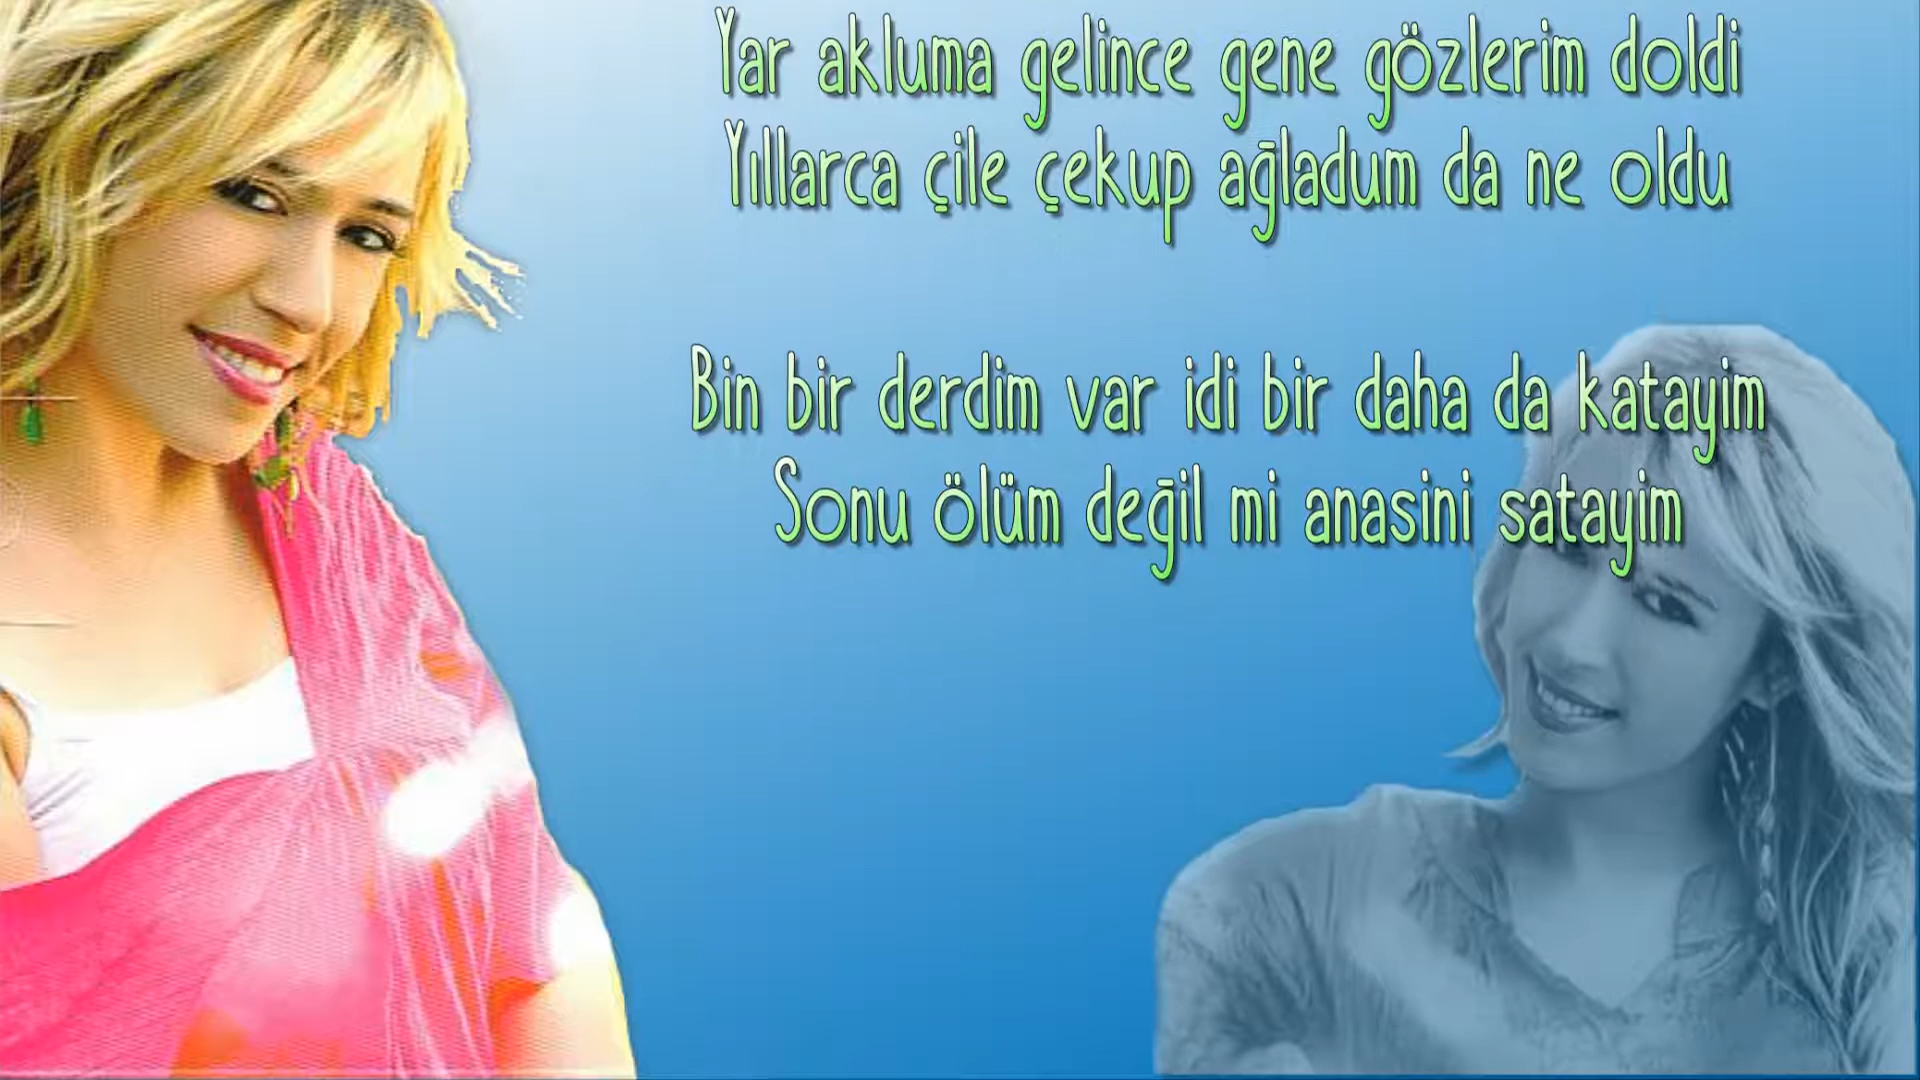 Yar akluma gelince gene gözlerim doldi
Yıllarca çile çekup ağladum da ne oldu
Bin bir derdim var idi bir daha da katayim
Sonu ölüm değil mi anasini satayim